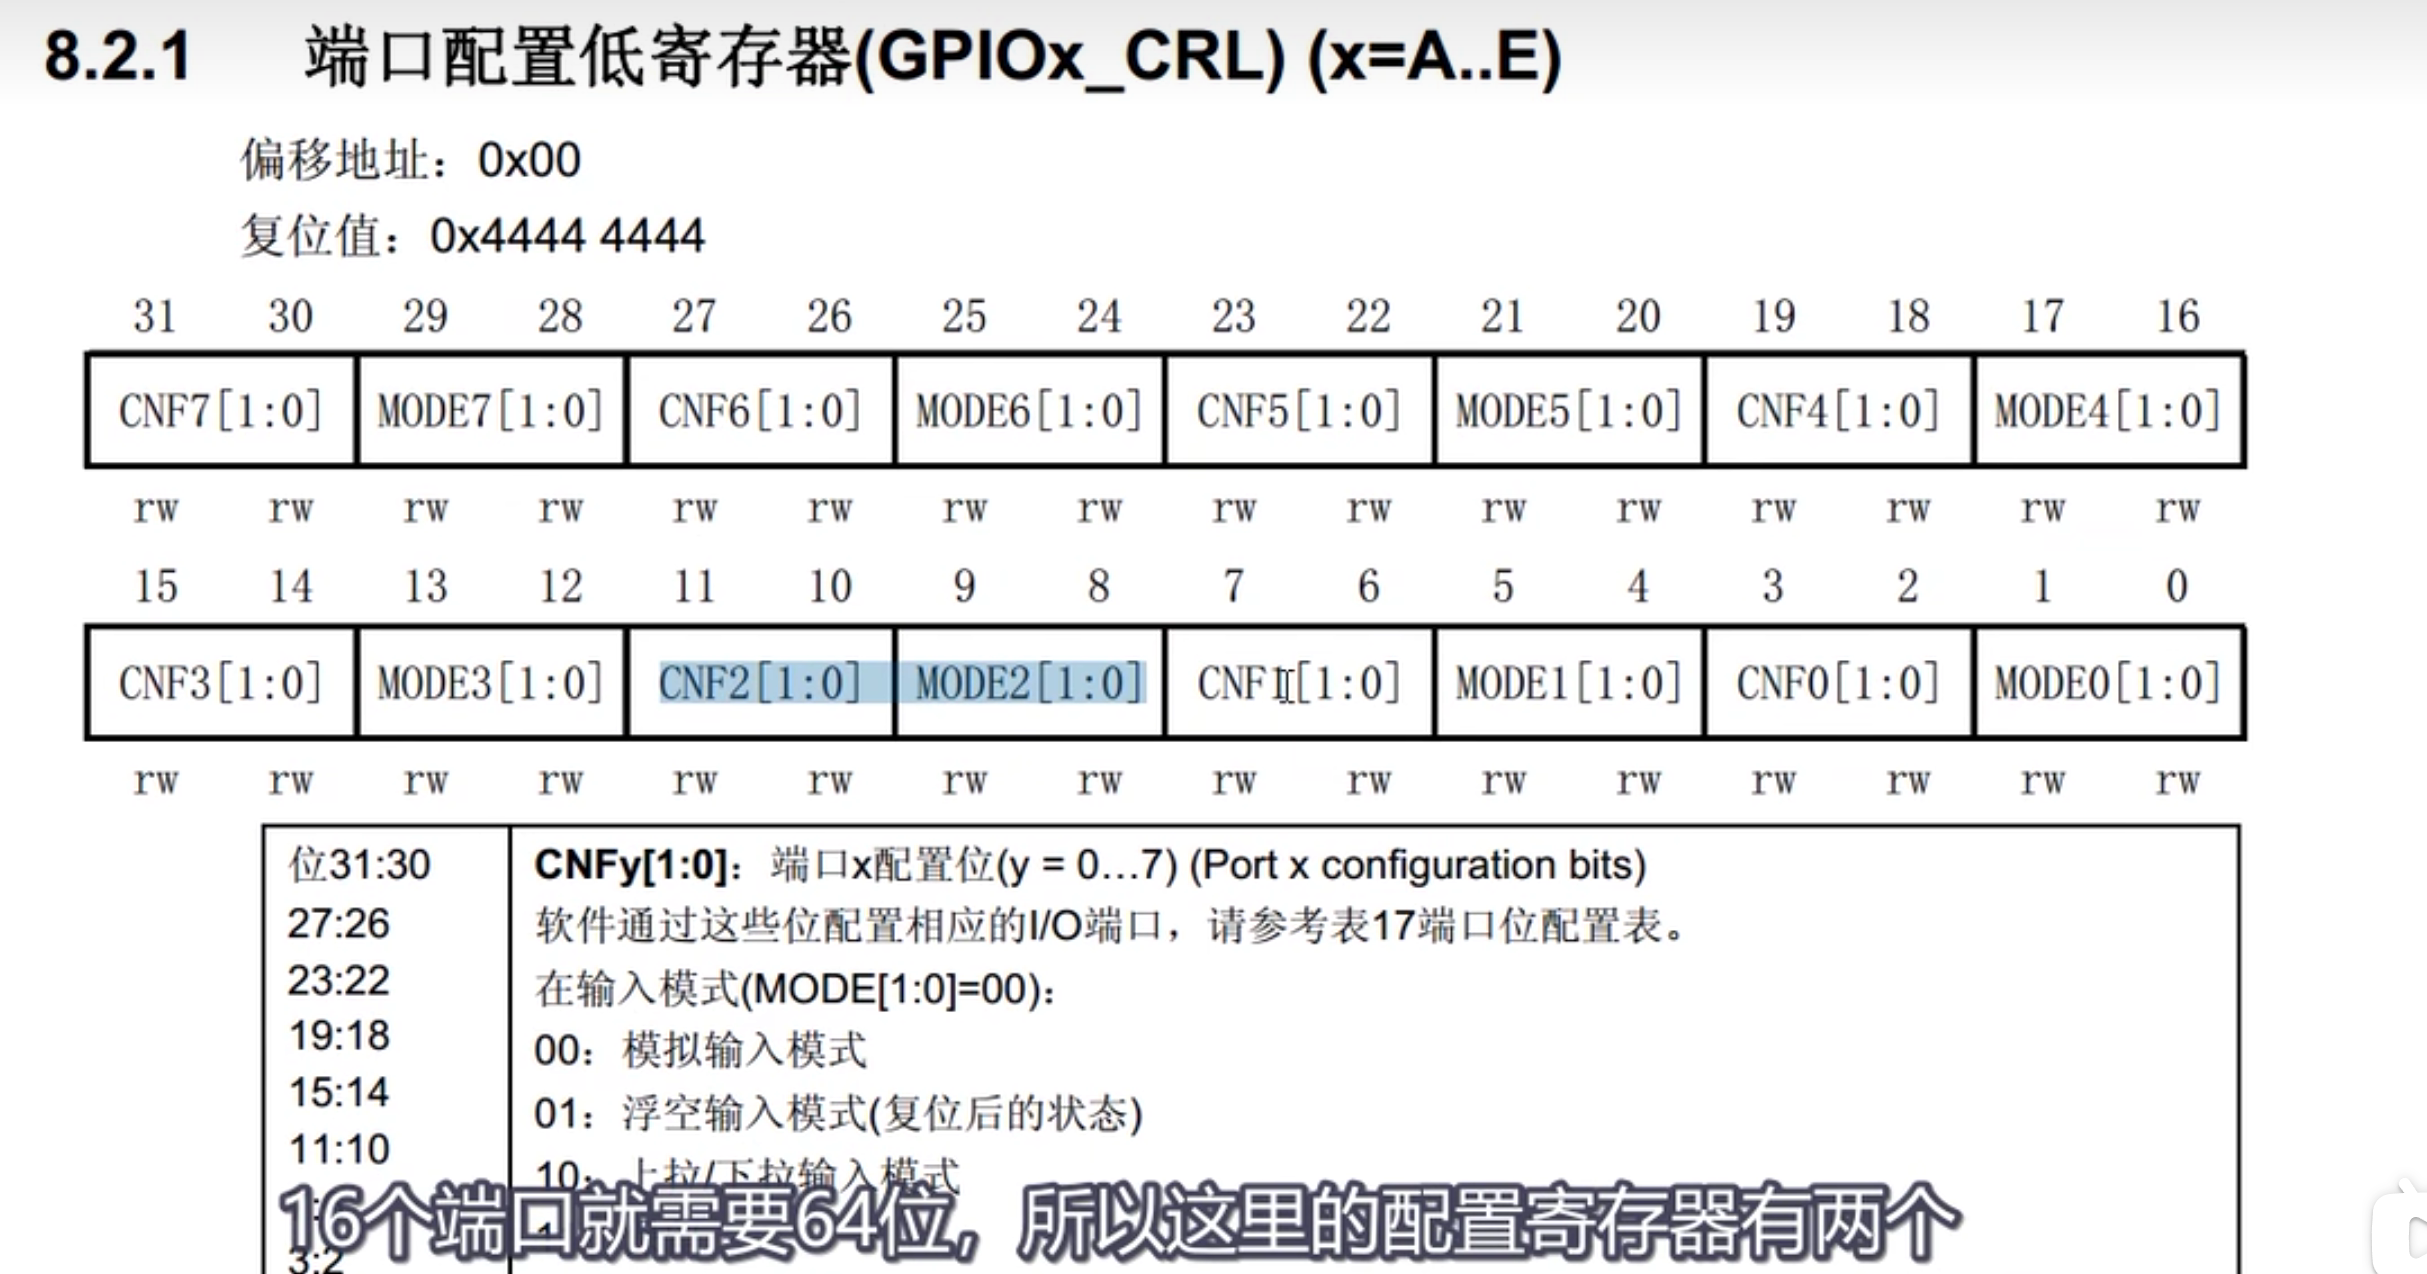 8.2.1 端口配置低寄存器(GPIOx_CRL) (x=A..E)
偏移地址：0x00
复位值：0x4444 4444
31 30 29 28 27 26 25 24 23 22 21 20 19 18 17 16
CNF7[1:0] MODE7[1:0] CNF6[1:0] MODE6[1:0] CNF5[1:0] MODE5[1:0] CNF4[1:0] MODE4[1:0]
rw rw rw rw rw rw rw rw rw rw rw rw rw rw rw rw
15 14 13 12 11 10 9 8 7 6 5 4 3 2 1 0
CNF3[1:0] MODE3[1:0] CNF2[1:0] MODE2[1:0] CNF1[1:0] MODE1[1:0] CNF0[1:0] MODE0[1:0]
rw rw rw rw rw rw rw rw rw rw rw rw rw rw rw rw
位31:30 CNFy[1:0]：端口x配置位(y = 0…7) (Port x configuration bits)
27:26 软件通过这些位配置相应的I/O端口，请参考表17端口位配置表。
23:22 在输入模式(MODE[1:0]=00)：
19:18 00：模拟输入模式
15:14 01：浮空输入模式(复位后的状态)
11:10 10：上拉/下拉输入模式
16个端口就需要64位，所以这里的配置寄存器有两个
3:2